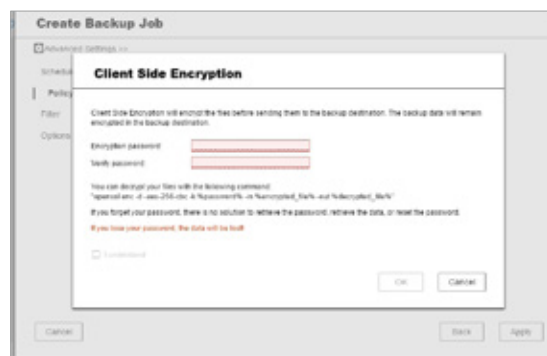 Create Backup Job
Advanced Settings >>
Schedul
Policy
Filter
Options
Client Side Encryption
Client Side Encryption will encrypt the files before sending them to the backup destination. The backup data will remain
encrypted in the backup destination.
Encryption password:
Verify password:
You can decrypt your files with the following command:
"openssl enc -d -aes-256-cbc -k %password% -in %encrypted_file% -out %decrypted_file%"
If you forget your password, there is no solution to retrieve the password, retrieve the data, or reset the password.
If you lose your password, the data will be lost!
I understand
OK
Cancel
Cancel
Back
Apply